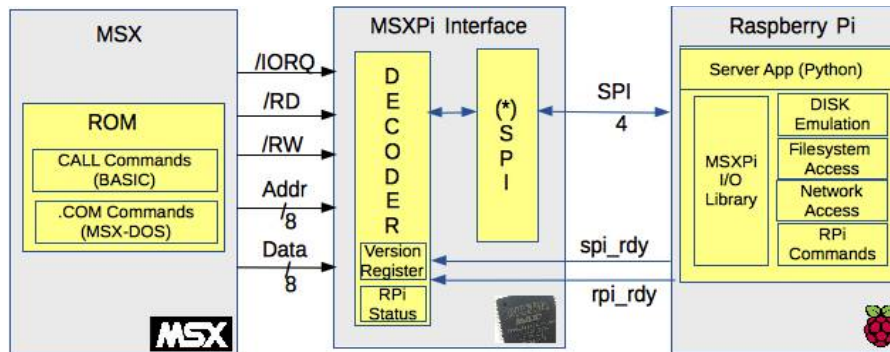 MSX
ROM
CALL Commands
(BASIC)
.COM Commands
(MSX-DOS)
MSX
/IORQ
/RD
/RW
Addr
8
Data
8
MSXPi Interface
D
E
C
O
D
E
R
Version
Register
RPi
Status
(*)
S
P
I
SPI
4
spi_rdy
rpi_rdy
Raspberry Pi
Server App (Python)
MSXPi
I/O
Library
DISK
Emulation
Filesystem
Access
Network
Access
RPi
Commands